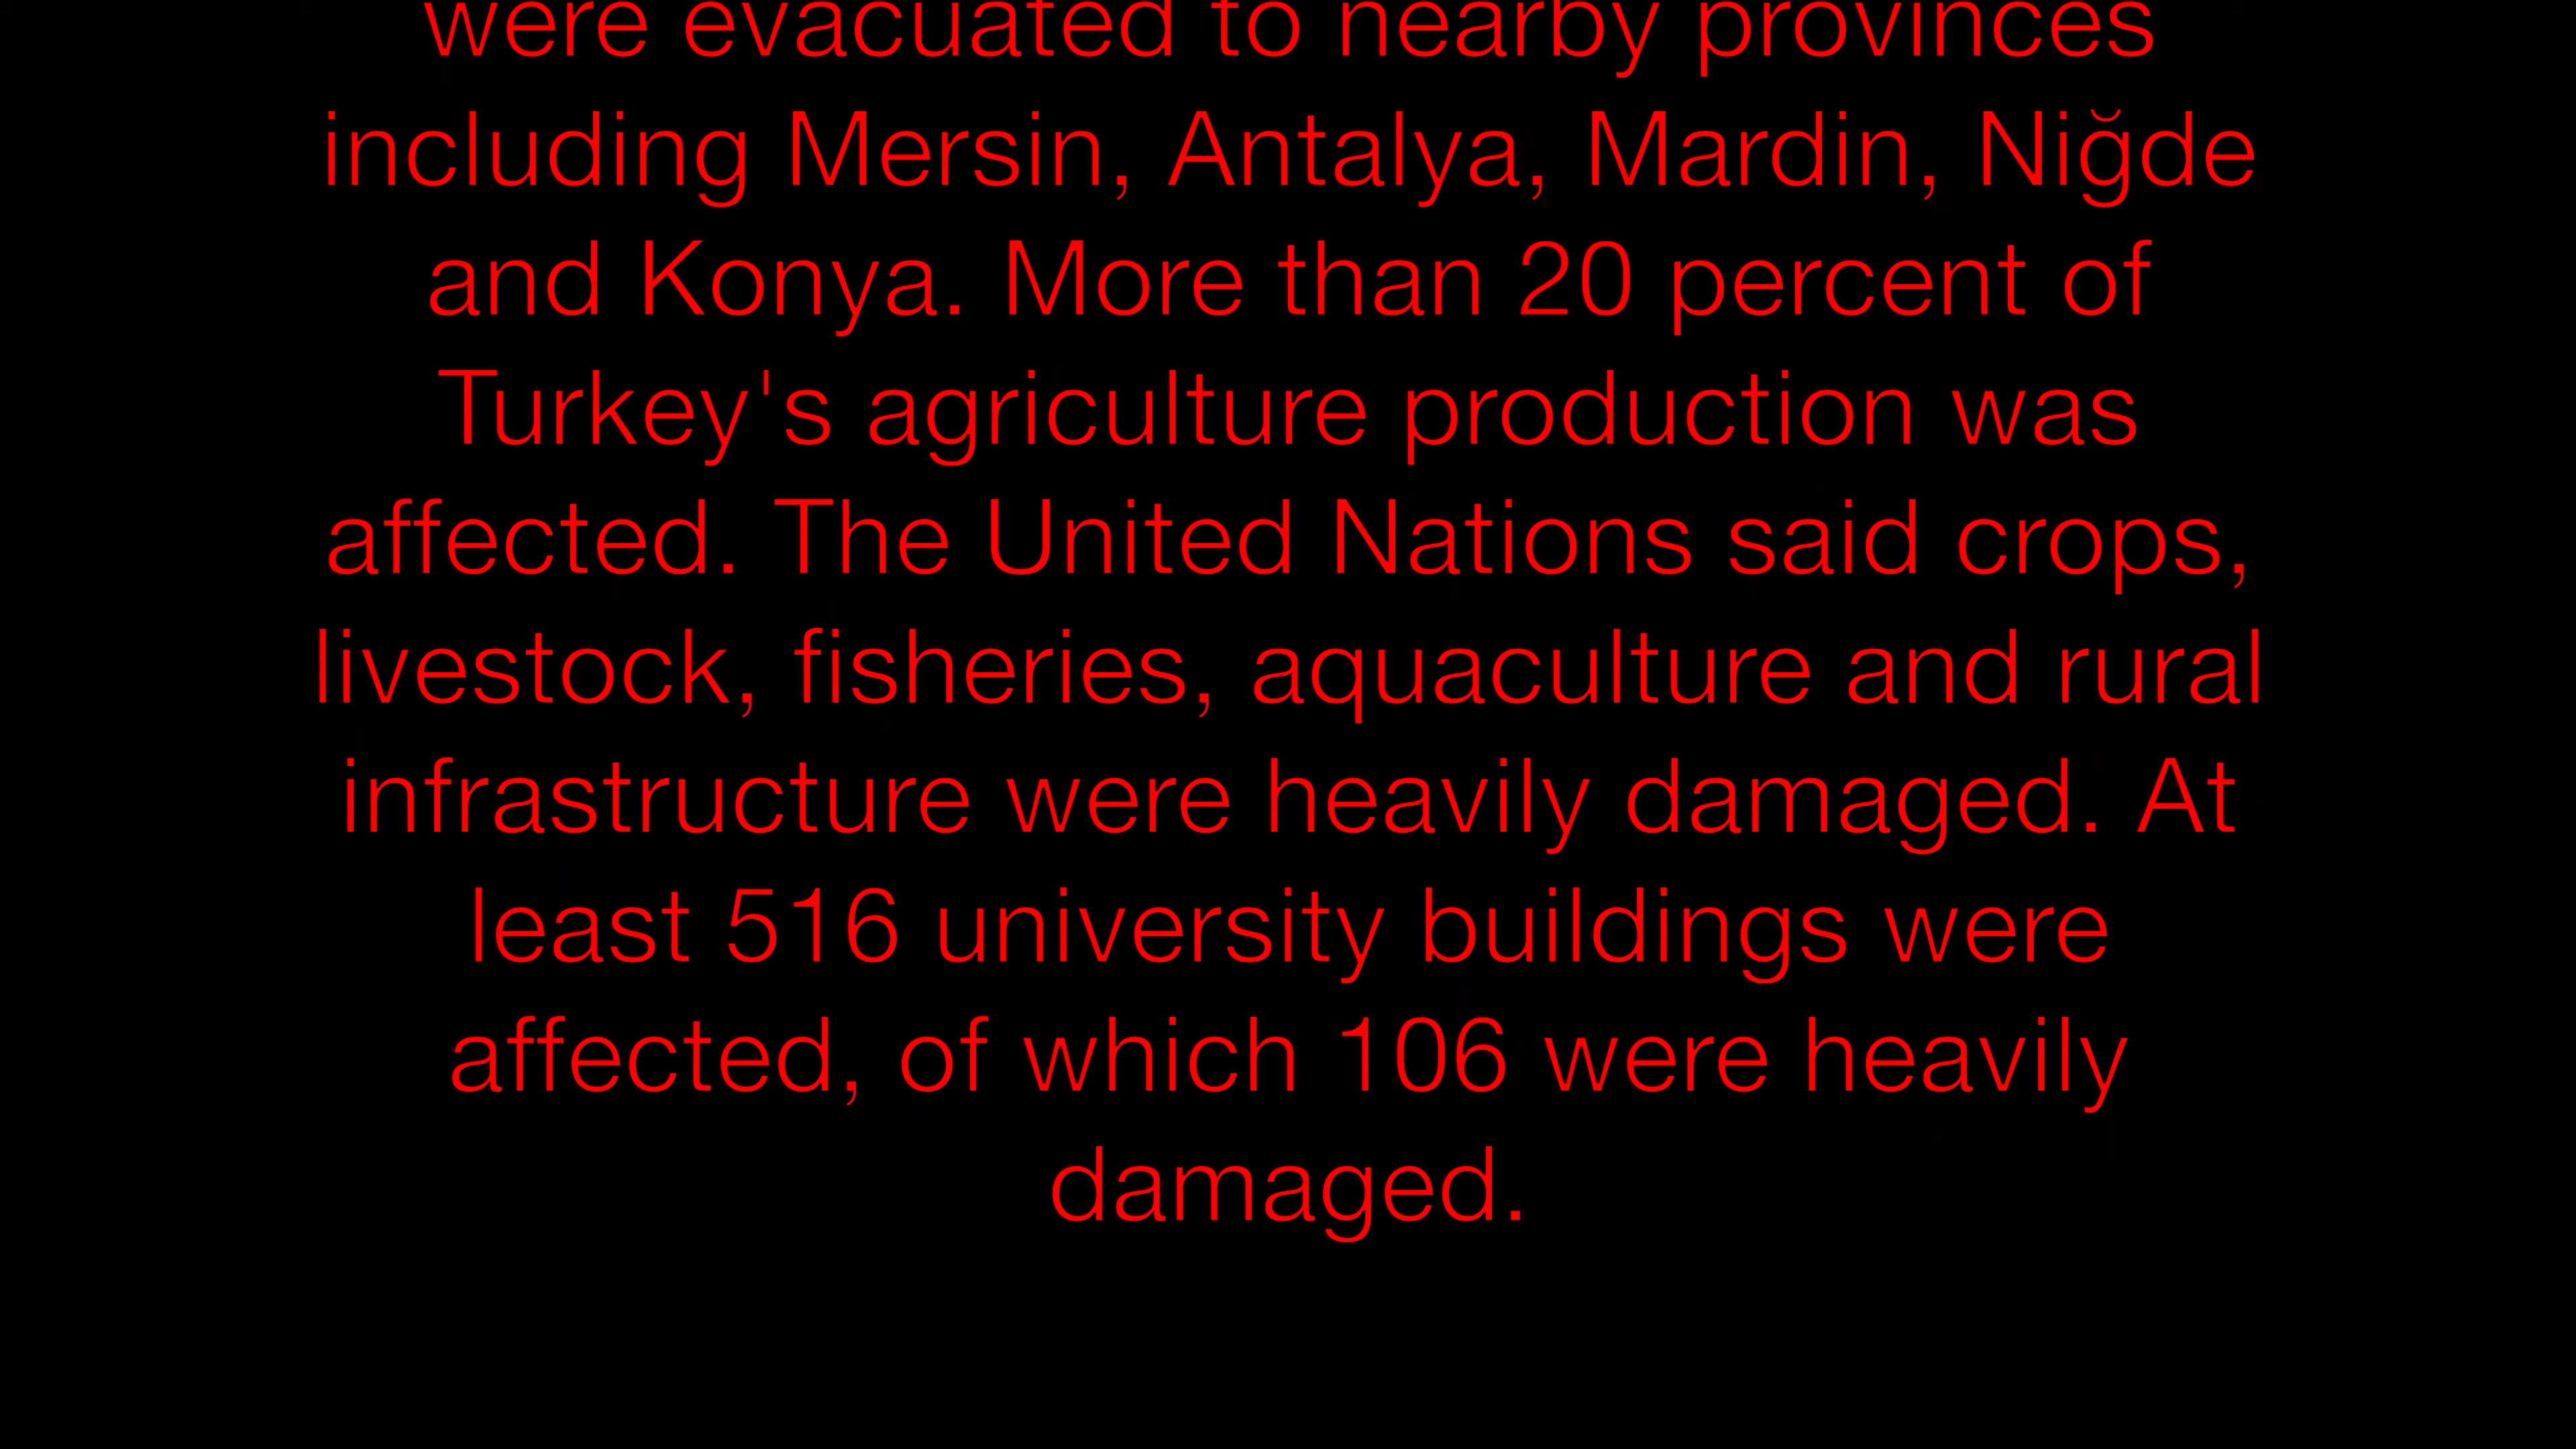 were evacuated to nearby provinces
including Mersin, Antalya, Mardin, Niğde
and Konya. More than 20 percent of
Turkey's agriculture production was
affected. The United Nations said crops,
livestock, fisheries, aquaculture and rural
infrastructure were heavily damaged. At
least 516 university buildings were
affected, of which 106 were heavily
damaged.